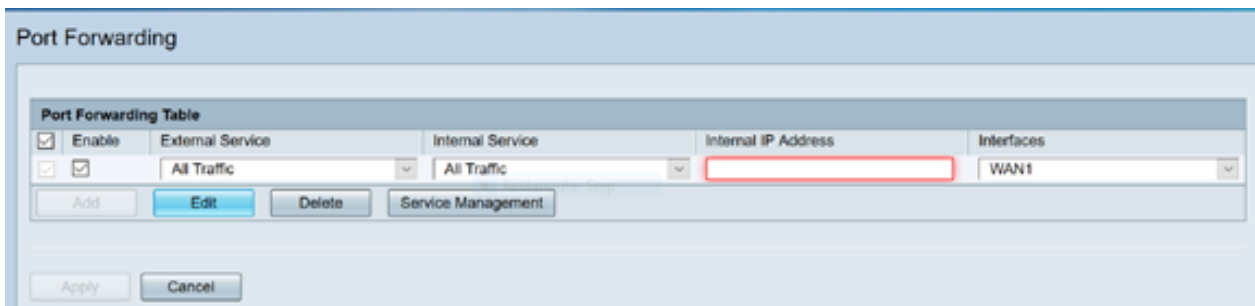 Port Forwarding
Port Forwarding Table
Enable External Service Internal Service Internal IP Address Interfaces
All Traffic All Traffic WAN1
Add Edit Delete Service Management
Apply Cancel